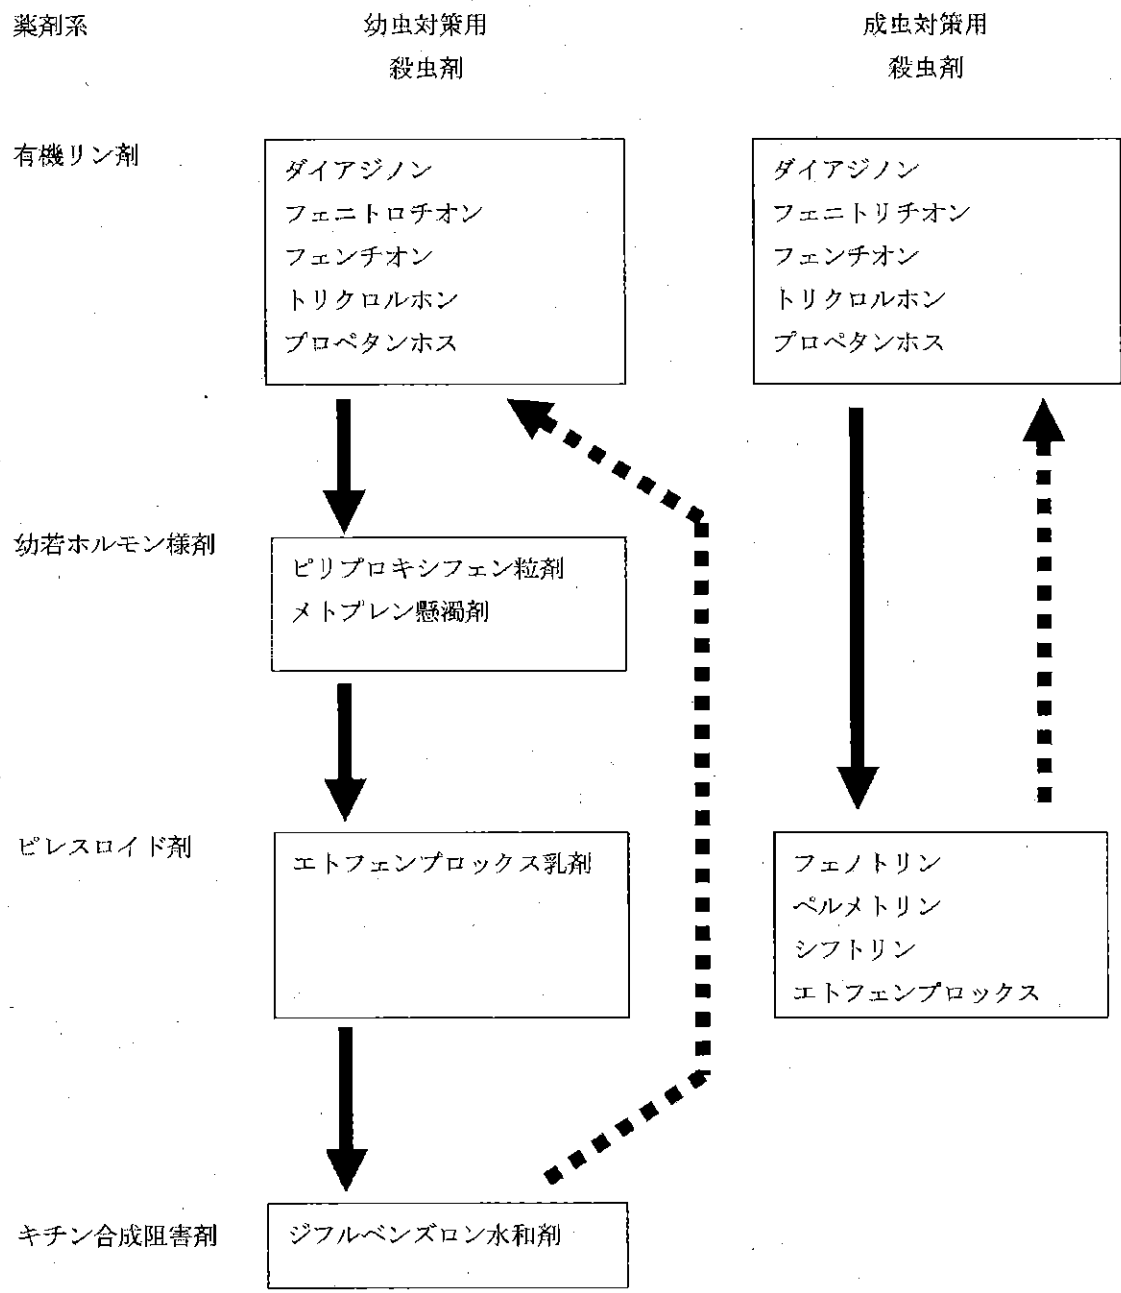 薬剤系
幼虫対策用
殺虫剤
成虫対策用
殺虫剤
有機リン剤
ダイアジノン
フェニトロチオン
フェンチオン
トリクロルホン
プロペタンホス
ダイアジノン
フェニトリチオン
フェンチオン
トリクロルホン
プロペタンホス
幼若ホルモン様剤
ピリプロキシフェン粒剤
メトプレン懸濁剤
ピレスロイド剤
エトフェンプロックス乳剤
フェノトリン
ペルメトリン
シフトリン
エトフェンプロックス
キチン合成阻害剤
ジフルベンズロン水和剤